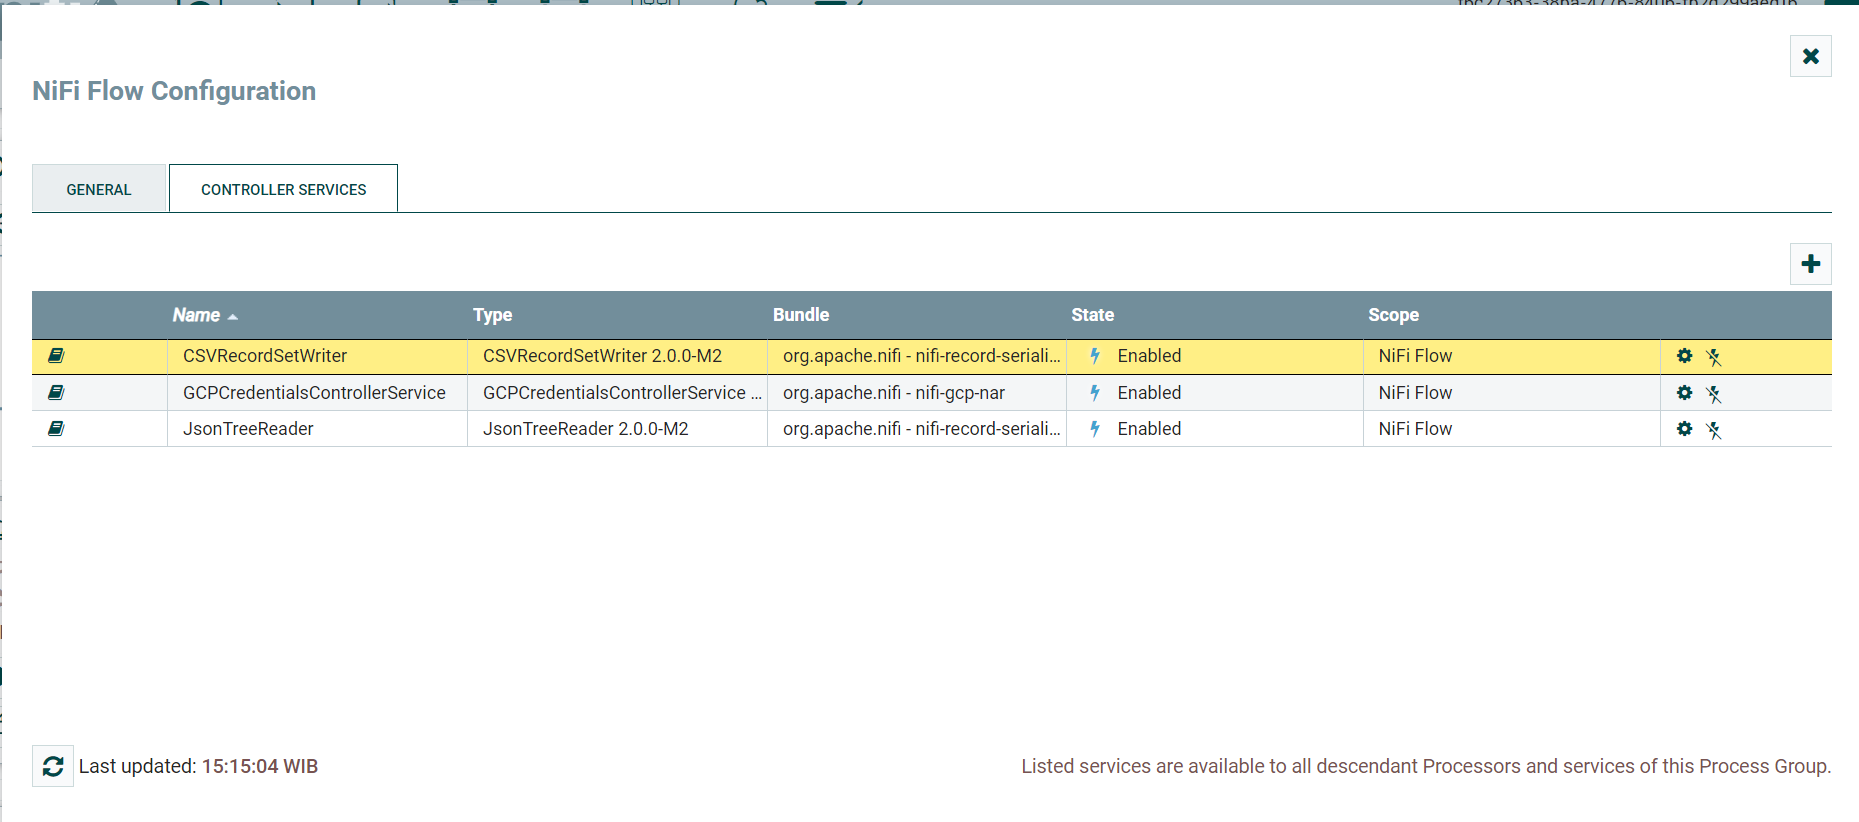 NiFi Flow Configuration
GENERAL
CONTROLLER SERVICES
Name Type Bundle State Scope
CSVRecordSetWriter CSVRecordSetWriter 2.0.0-M2 org.apache.nifi - nifi-record-seriali... Enabled NiFi Flow
GCPCredentialsControllerService GCPCredentialsControllerService ... org.apache.nifi - nifi-gcp-nar Enabled NiFi Flow
JsonTreeReader JsonTreeReader 2.0.0-M2 org.apache.nifi - nifi-record-seriali... Enabled NiFi Flow
Last updated: 15:15:04 WIB
Listed services are available to all descendant Processors and services of this Process Group.